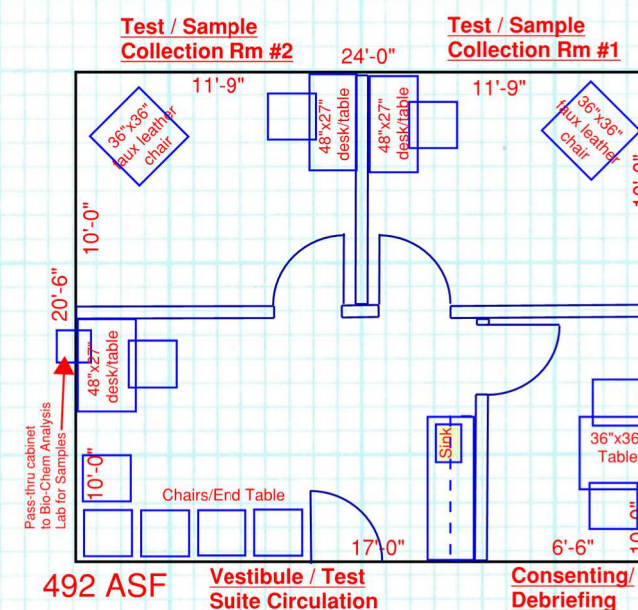 Test / Sample
Collection Rm #2
Test / Sample
Collection Rm #1
24'-0"
11'-9"
11'-9"
36"x36"
faux leather
chair
48"x27"
desk/table
48"x27"
desk/table
36"x36"
faux leather
chair
10'-0"
20'-6"
48"x27"
desk/table
Pass-thru cabinet
to Bio-Chem Analysis
Lab for Samples
10'-0"
Chairs/End Table
Sink
36"x36
Table
17'-0"
6'-6"
492 ASF
Vestibule / Test
Suite Circulation
Consenting/
Debriefing